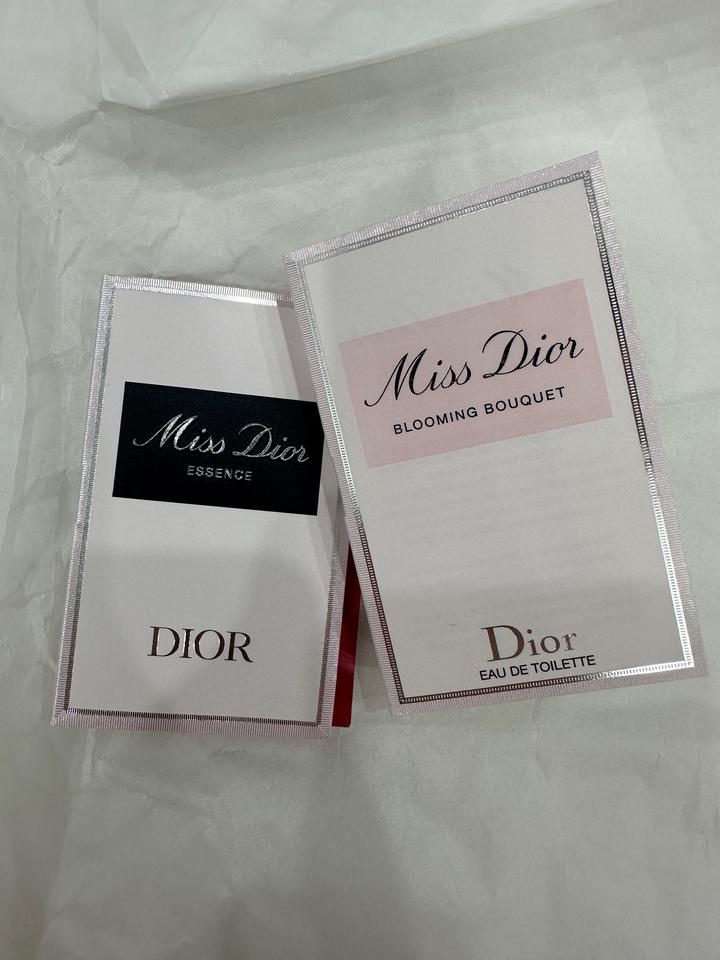 Miss Dior
ESSENCE
DIOR
Miss Dior
BLOOMING BOUQUET
Dior
EAU DE TOILETTE